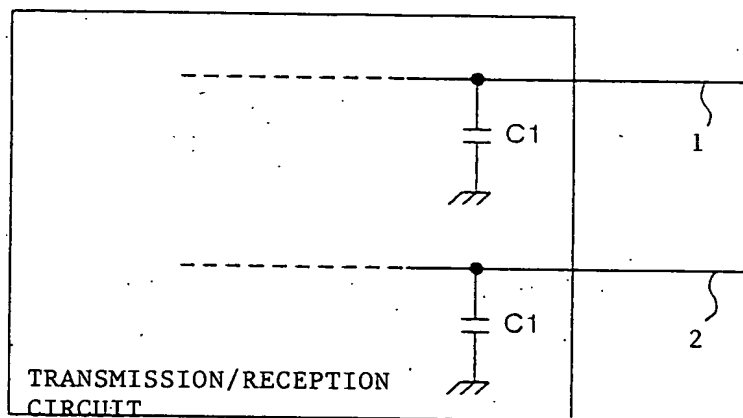 C1
1
C1
2
TRANSMISSION/RECEPTION
CIRCUIT